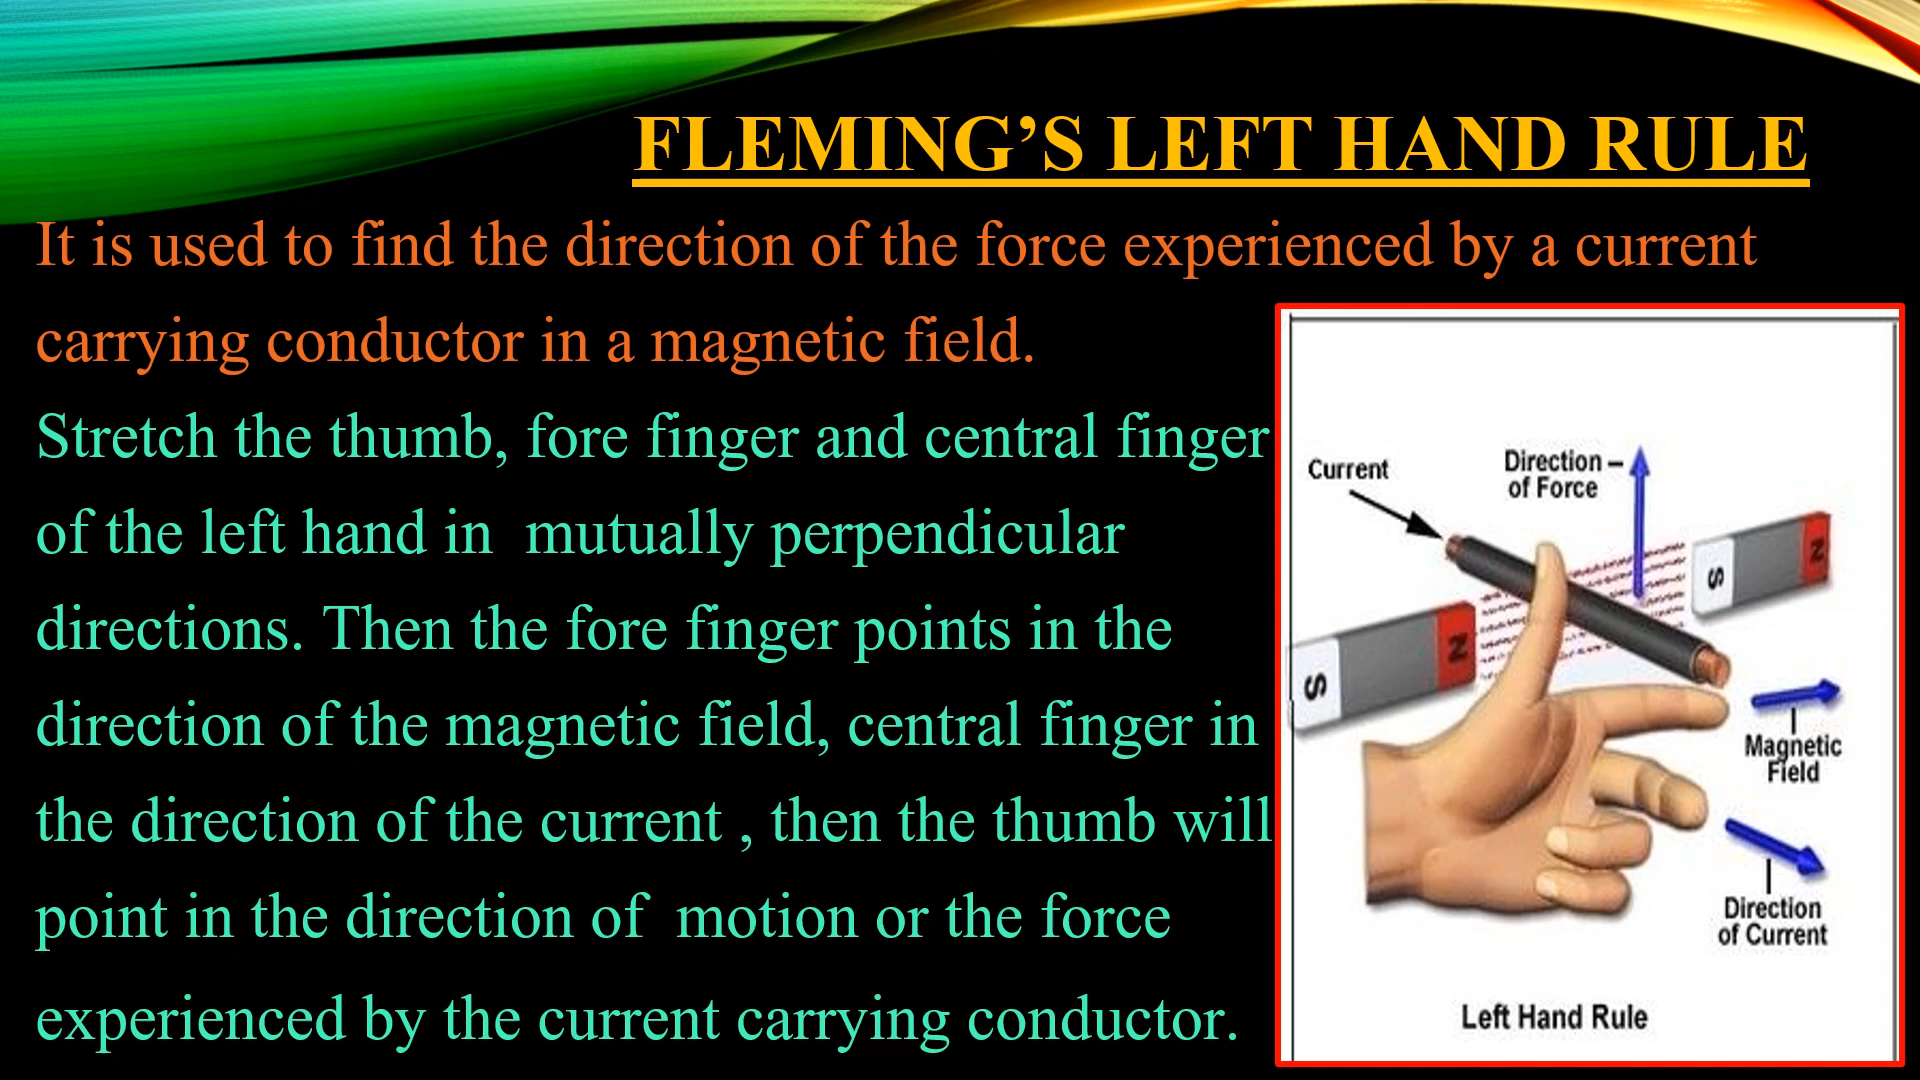 FLEMING’S LEFT HAND RULE
It is used to find the direction of the force experienced by a current
carrying conductor in a magnetic field.
Stretch the thumb, fore finger and central finger
of the left hand in mutually perpendicular
directions. Then the fore finger points in the
direction of the magnetic field, central finger in
the direction of the current , then the thumb will
point in the direction of motion or the force
experienced by the current carrying conductor.
Current
Direction –
of Force
S
N
N
S
Magnetic
Field
Direction
of Current
Left Hand Rule